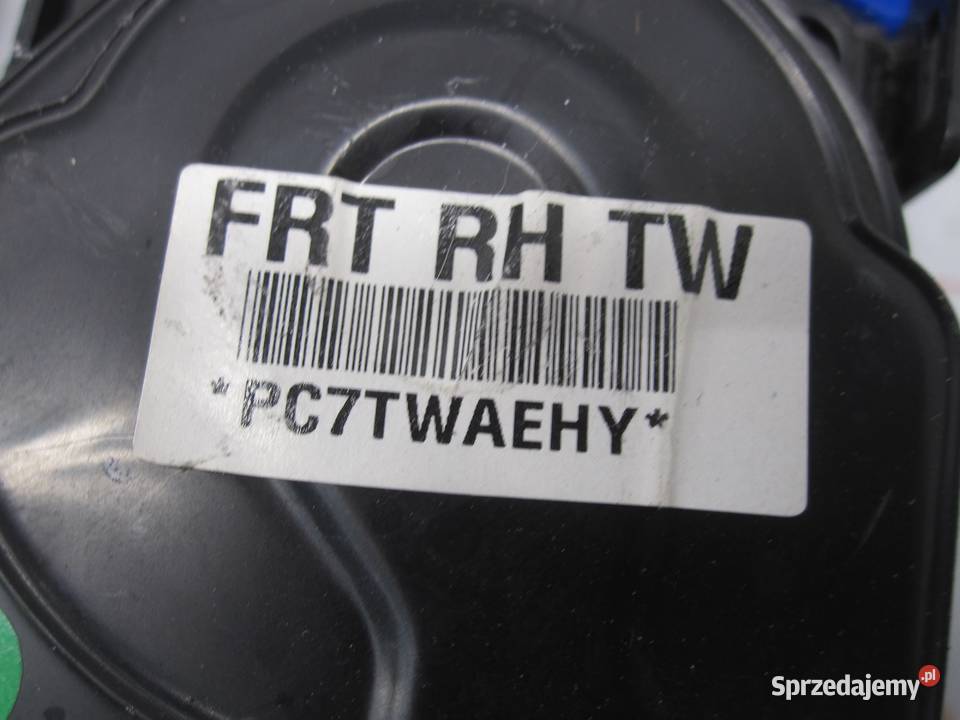 FRT RH TW
*PC7TWAEHY*
Sprzedajemy.pl